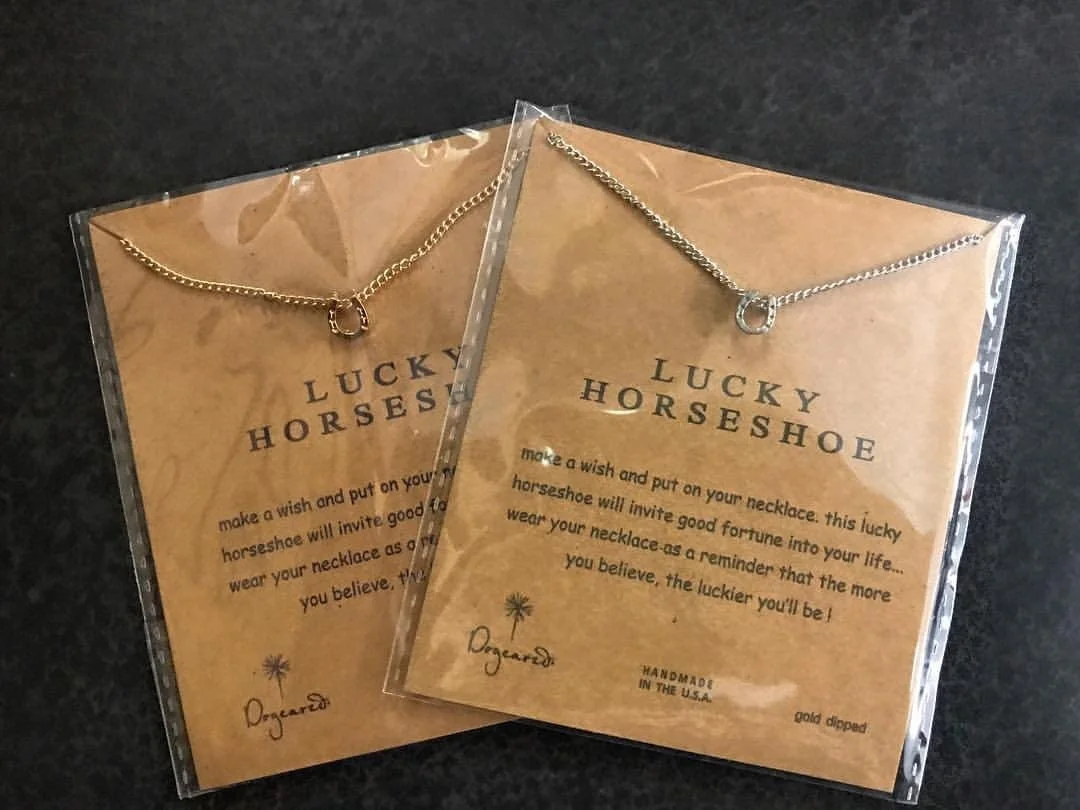 LUCKY
HORSESH
make a wish and put on your
horseshoe will invite good
wear your necklace as a
you believe,
Dogeared.
LUCKY
HORSESHOE
make a wish and put on your necklace. this lucky
horseshoe will invite good fortune into your life...
wear your necklace as a reminder that the more
you believe, the luckier you'll be!
Dogeared.
HANDMADE
IN THE U.S.A.
gold dipped